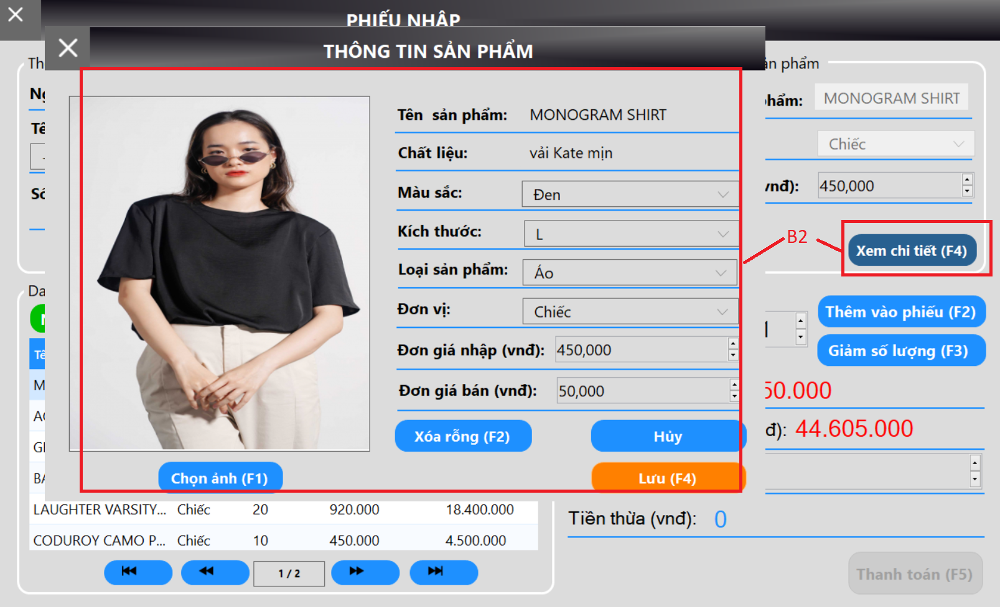 PHIẾU NHẬP
THÔNG TIN SẢN PHẨM
Th
ản phẩm
phẩm: MONOGRAM SHIRT
Chiếc
vnđ): 450,000
Xem chi tiết (F4)
B2
Tên sản phẩm: MONOGRAM SHIRT
Chất liệu: vải Kate mịn
Màu sắc: Đen
Kích thước: L
Loại sản phẩm: Áo
Đơn vị: Chiếc
Đơn giá nhập (vnđ): 450,000
Đơn giá bán (vnđ): 50,000
Xóa rỗng (F2)
Hủy
Chọn ảnh (F1)
Lưu (F4)
Tê
Số
Da
Tê
M
BA
Thêm vào phiếu (F2)
Giảm số lượng (F3)
50.000
đ): 44.605.000
LAUGHTER VARSITY... Chiếc 20 920.000 18.400.000
CODUROY CAMO P... Chiếc 10 450.000 4.500.000
1 / 2
Tiền thừa (vnđ): 0
Thanh toán (F5)